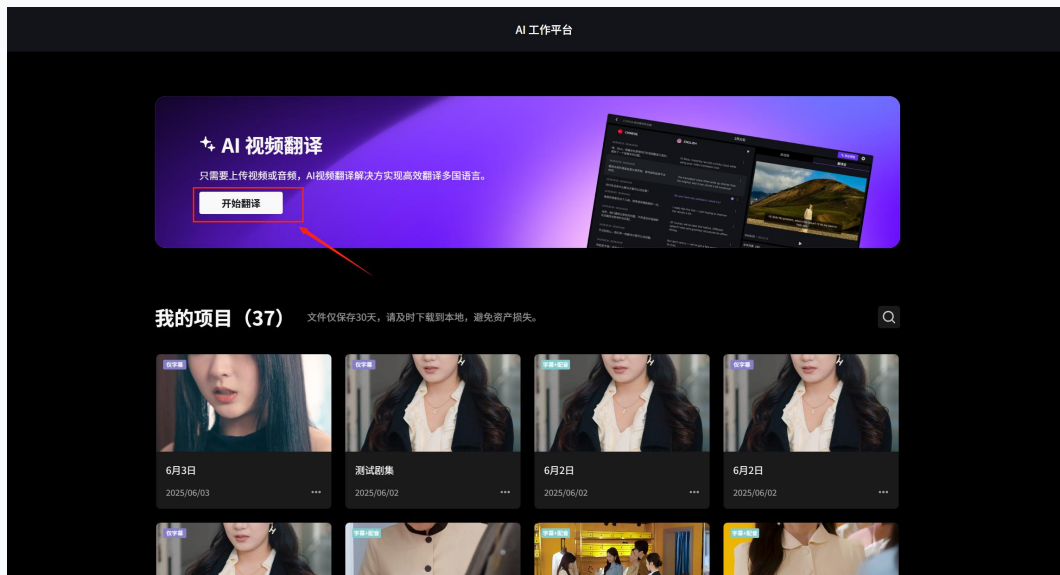 AI 工作平台
AI 视频翻译
只需要上传视频或音频，AI视频翻译解决方实现高效翻译多国语言。
开始翻译
CHINESE
ENGLISH
我的项目（37）
文件仅保存30天，请及时下载到本地，避免资产损失。
仅字幕
仅字幕
字幕+配音
仅字幕
6月3日
测试剧集
6月2日
6月2日
2025/06/03
2025/06/02
2025/06/02
2025/06/02
仅字幕
字幕+配音
字幕+配音
字幕+配音